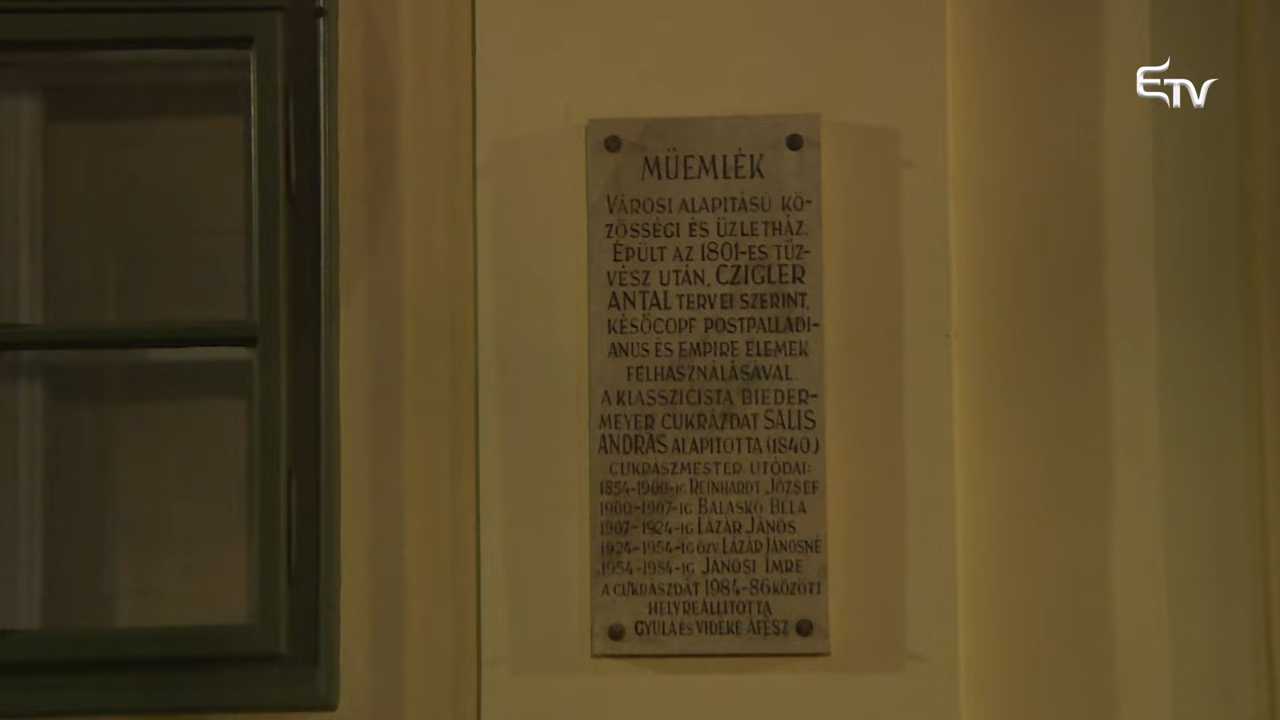 ETV
MŰEMLÉK
VÁROSI ALAPITÁSÚ KÖ-
ZÖSSÉGI ÉS ÜZLETHÁZ.
ÉPÜLT AZ 1801-ES TŰZ-
VÉSZ UTÁN, CZIGLER
ANTAL TERVEI SZERINT,
KÉSŐCOPF POSTPALLADI-
ANUS ÉS EMPIRE ELEMEK
FELHASZNÁLÁSÁVAL.
A KLASSZICISTA BIEDER-
MEYER CUKRÁZDÁT SALIS
ANDRÁS ALAPITOTTA (1840)
CUKRÁSZMESTER UTÓDAI:
1854-1900-IG REINHARDT JÓZSEF
1900-1907-IG BALASKÓ BÉLA
1907-1924-IG LÁZÁR JÁNOS
1924-1954-IG ÖZV. LÁZÁR JÁNOSNÉ
1954-1984-IG JÁNOSI IMRE
A CUKRÁSZDÁT 1984-86 KÖZÖTT
HELYREÁLLITOTTA
GYULA ÉS VIDÉKE ÁFÉSZ